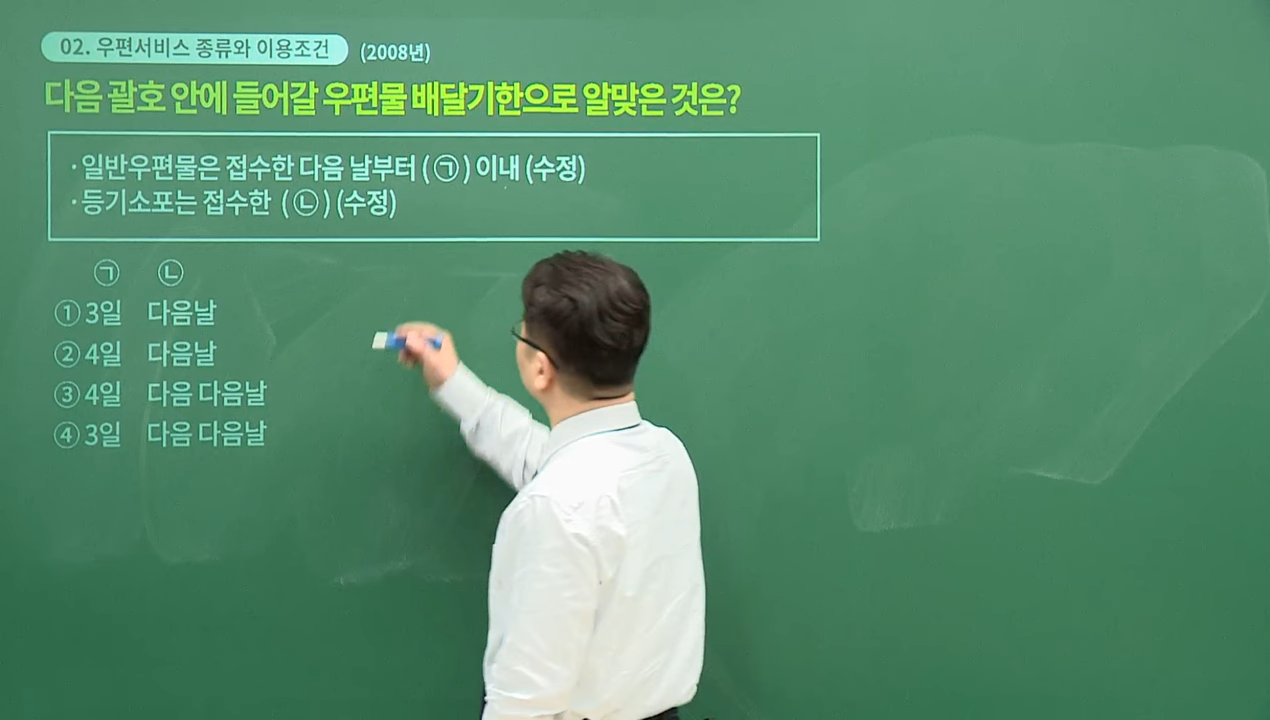 02. 우편서비스 종류와 이용조건 (2008년)
다음 괄호 안에 들어갈 우편물 배달기한으로 알맞은 것은?
· 일반우편물은 접수한 다음 날부터 ( ㉠ ) 이내 (수정)
· 등기소포는 접수한 ( ㉡ ) (수정)
㉠ ㉡
① 3일 다음날
② 4일 다음날
③ 4일 다음 다음날
④ 3일 다음 다음날